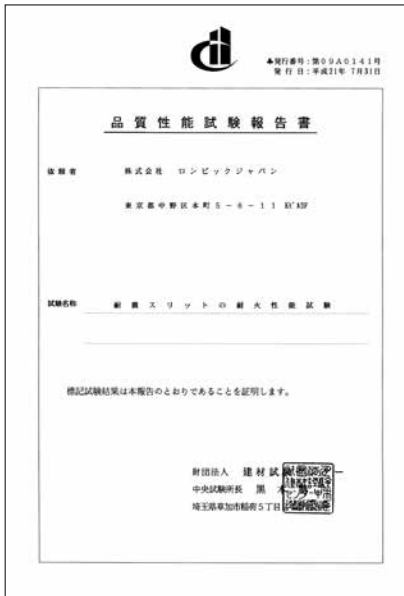 発行番号：第09A0141号
発行日：平成21年7月31日
品質性能試験報告書
依頼者 株式会社 ロンビックジャパン
東京都中野区本町5-6-11
試験名称 耐震スリットの耐火性能試験
標記試験結果は本報告のとおりであることを証明します。
財団法人 建材試験
中央試験所長 黒木
埼玉県草加市稲荷5丁目